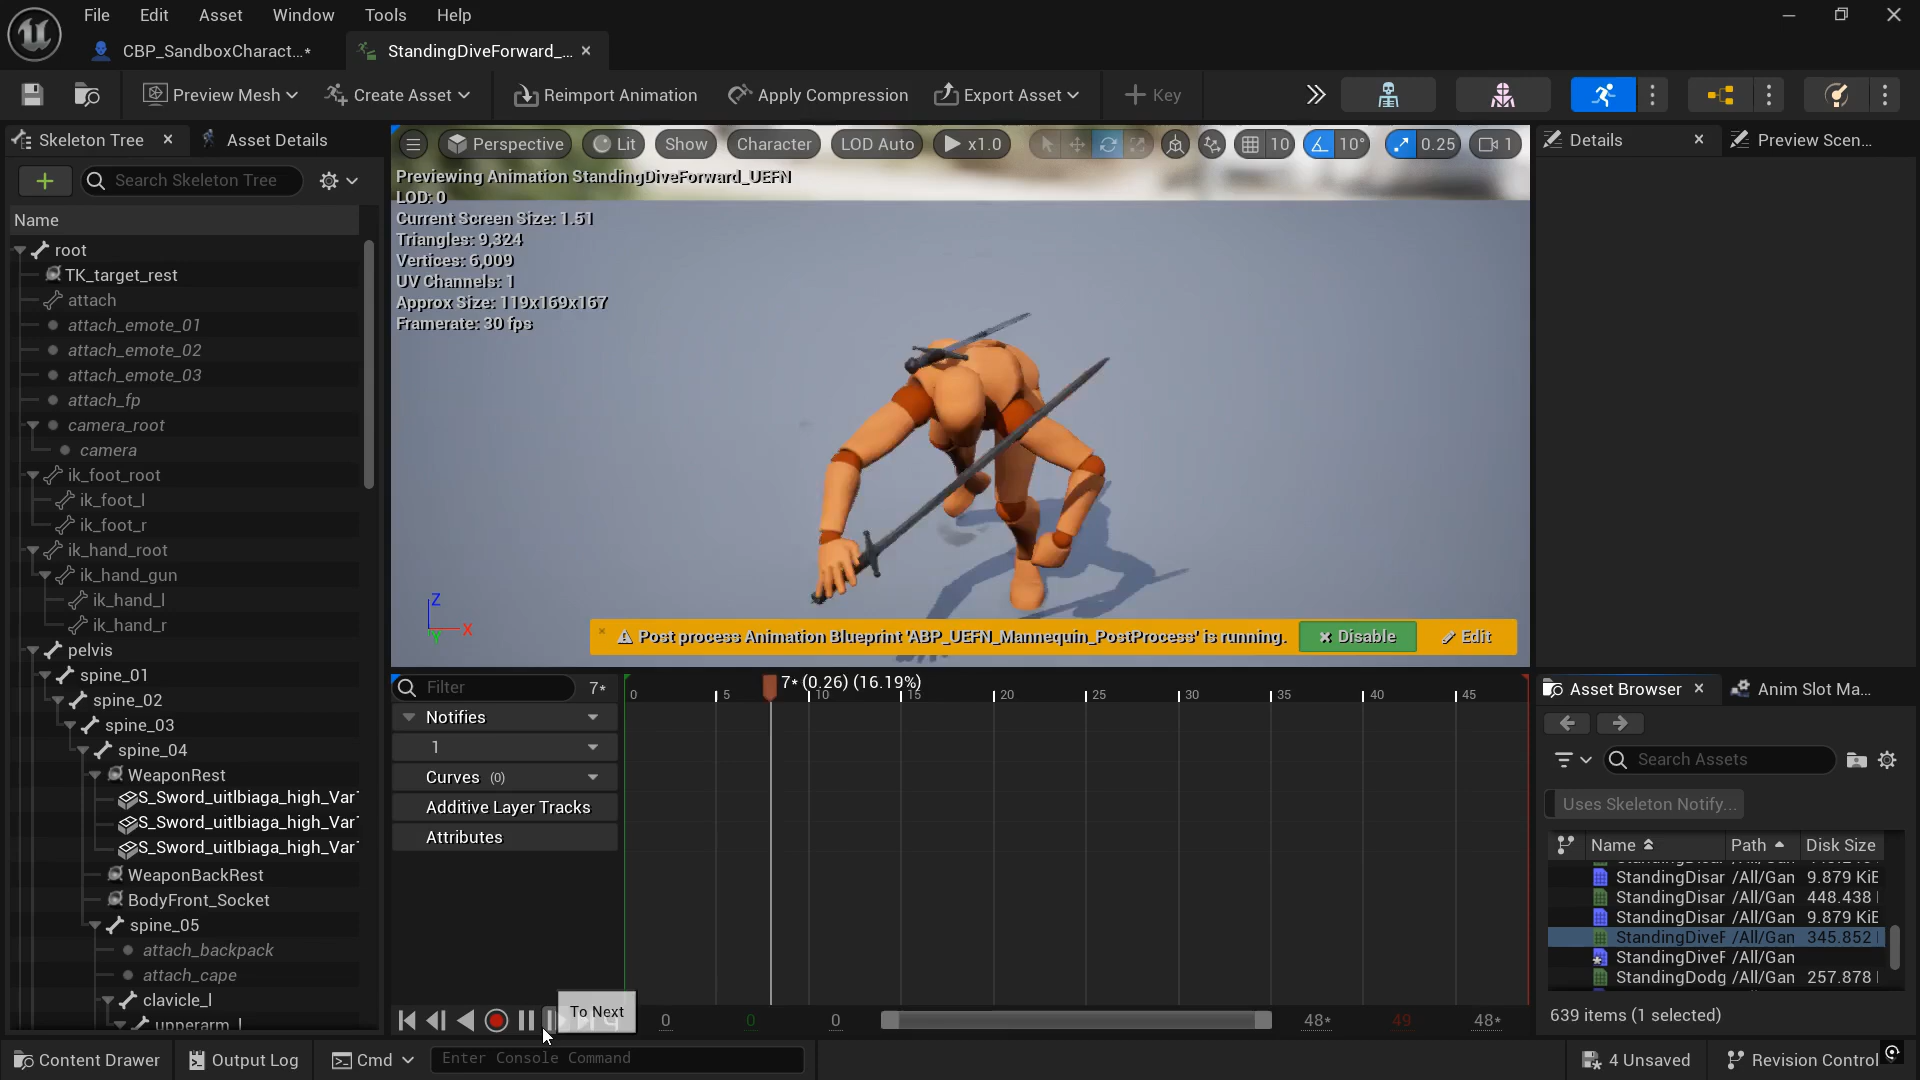 File Edit Asset Window Tools Help
CBP_SandboxCharact...*
StandingDiveForward_...
Preview Mesh
Create Asset
Reimport Animation
Apply Compression
Export Asset
Key
Skeleton Tree
Asset Details
Search Skeleton Tree
Name
root
TK_target_rest
attach
attach_emote_01
attach_emote_02
attach_emote_03
attach_fp
camera_root
camera
ik_foot_root
ik_foot_l
ik_foot_r
ik_hand_root
ik_hand_gun
ik_hand_l
ik_hand_r
pelvis
spine_01
spine_02
spine_03
spine_04
WeaponRest
S_Sword_uitlbiaga_high_Var
S_Sword_uitlbiaga_high_Var
S_Sword_uitlbiaga_high_Var
WeaponBackRest
BodyFront_Socket
spine_05
attach_backpack
attach_cape
clavicle_l
upperarm_l
Perspective Lit Show Character LOD Auto x1.0 10 10° 0.25 1
Previewing Animation StandingDiveForward_UEFN
LOD: 0
Current Screen Size: 1.51
Triangles: 9,324
Vertices: 6,009
UV Channels: 1
Approx Size: 119x169x167
Framerate: 30 fps
Z
X
Y
Post process Animation Blueprint 'ABP_UEFN_Mannequin_PostProcess' is running. Disable Edit
Filter 7*
7* (0.26) (16.19%)
0 5 10 15 20 25 30 35 40 45
Notifies
1
Curves (0)
Additive Layer Tracks
Attributes
To Next
0 0 0 48* 49 48*
Details
Preview Scen...
Asset Browser
Anim Slot Ma...
Search Assets
Uses Skeleton Notify...
Name Path Disk Size
StandingDisar /All/Gan 9.879 KiE
StandingDisar /All/Gan 448.438
StandingDisar /All/Gan 9.879 KiE
StandingDiveF /All/Gan 345.852
StandingDiveF /All/Gan
StandingDodg /All/Gan 257.878
639 items (1 selected)
Content Drawer
Output Log
Cmd
Enter Console Command
4 Unsaved
Revision Control